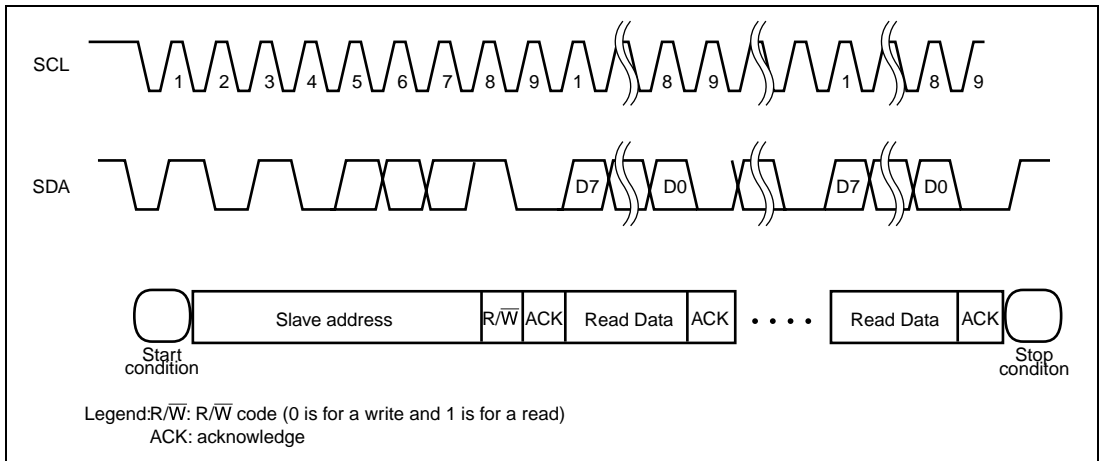 SCL
1 2 3 4 5 6 7 8 9 1 8 9 1 8 9
SDA
D7 D0 D7 D0
Slave address R/W̅ ACK Read Data ACK • • • • Read Data ACK
Start
condition
Stop
conditon
Legend:R/W̅: R/W̅ code (0 is for a write and 1 is for a read)
ACK: acknowledge